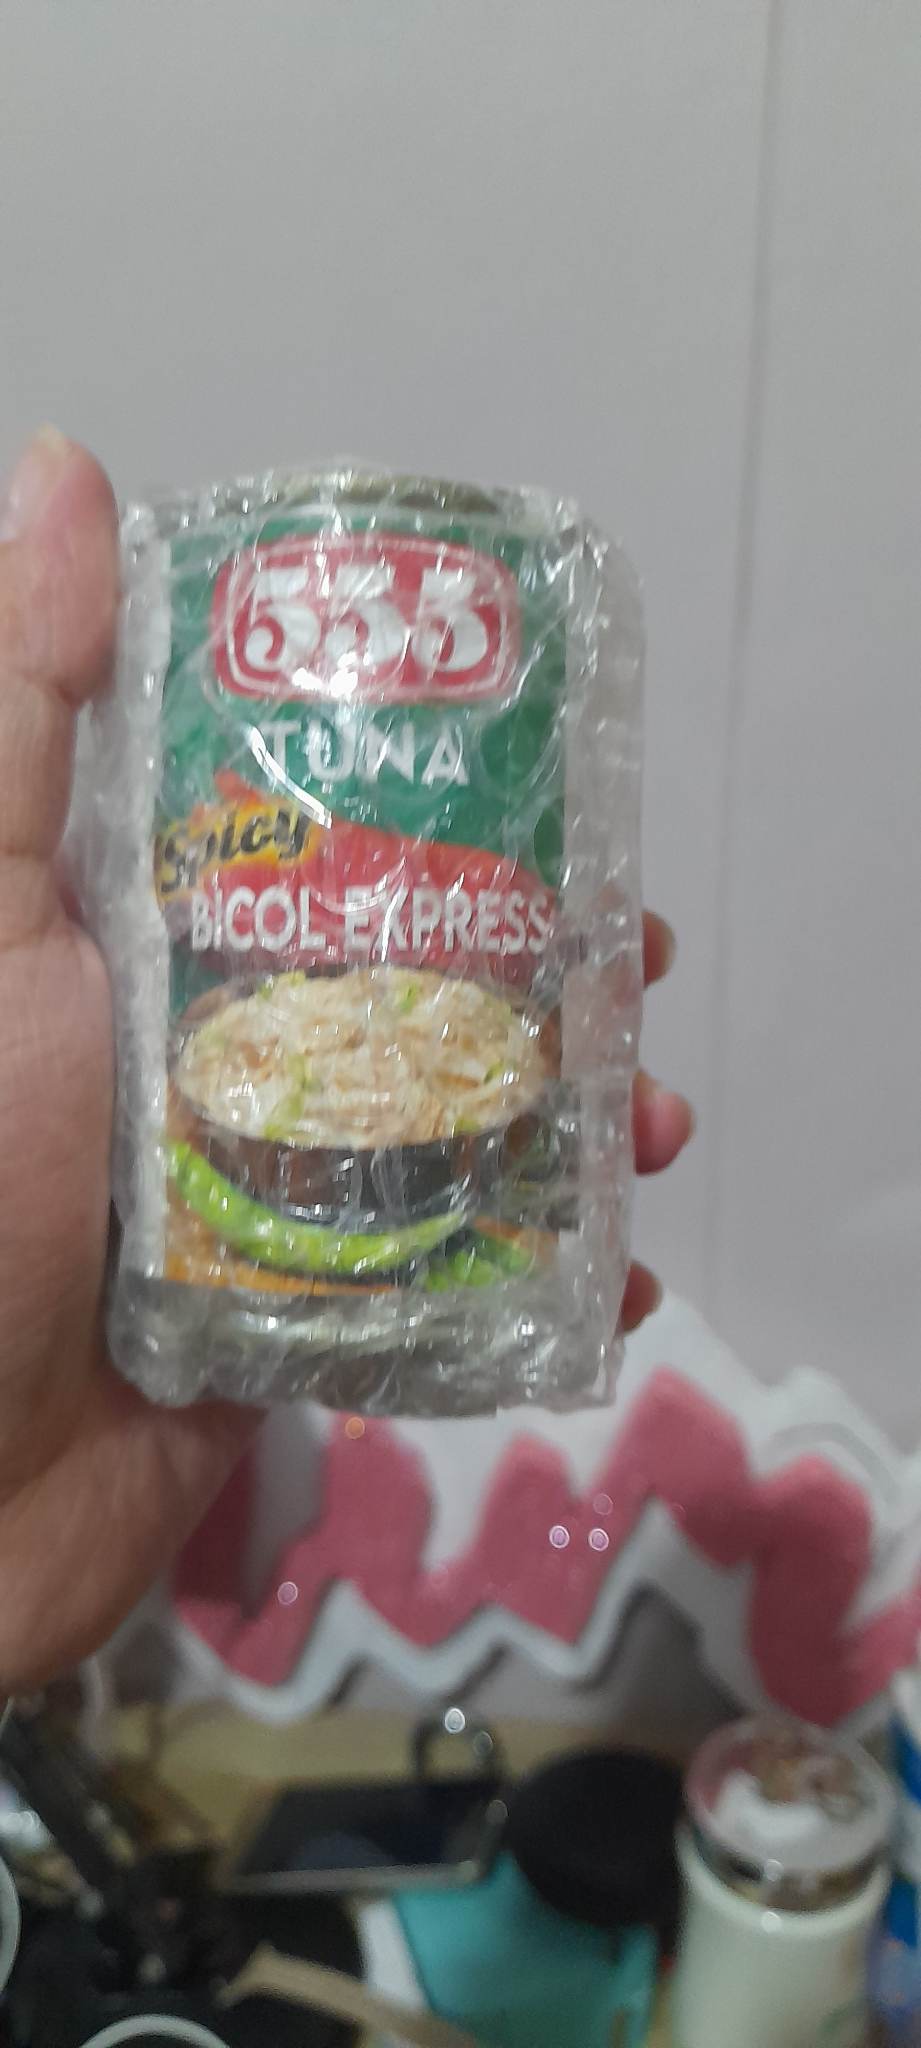 555
TUNA
Spicy
BICOL EXPRESS